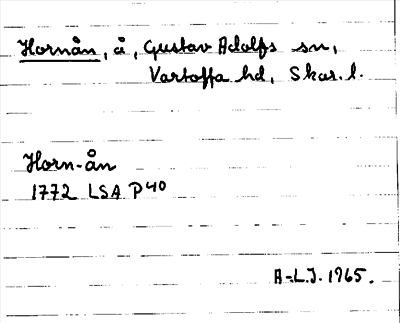 Hornån, å, Gustav Adolfs sn,
Vartofta hd, Skar. l.
Horn-ån
1772 LSA P40
A-L.J. 1965.